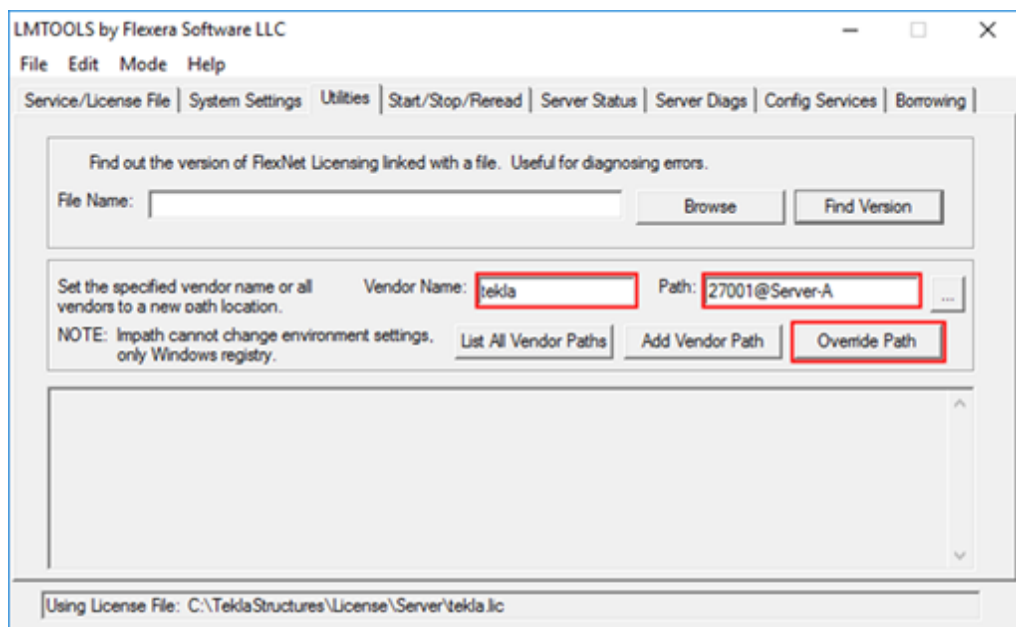 LMTOOLS by Flexera Software LLC
File Edit Mode Help
Service/License File System Settings Utilities Start/Stop/Reread Server Status Server Diags Config Services Borrowing
Find out the version of FlexNet Licensing linked with a file. Useful for diagnosing errors.
File Name: Browse Find Version
Set the specified vendor name or all
vendors to a new path location.
Vendor Name: tekla Path: 27001@Server-A ...
NOTE: lmpath cannot change environment settings,
only Windows registry.
List All Vendor Paths Add Vendor Path Override Path
Using License File: C:\TeklaStructures\License\Server\tekla.lic